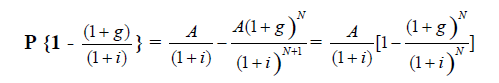 P {1 - (1+g)/(1+i)} = A/(1+i) - A(1+g)^N/(1+i)^{N+1} = A/(1+i) [1 - (1+g)^N/(1+i)^N]